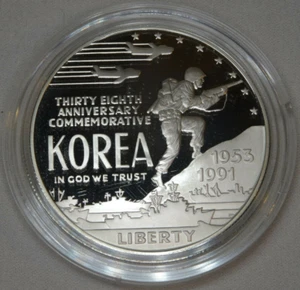 THIRTY EIGHTH
ANNIVERSARY
COMMEMORATIVE
KOREA
IN GOD WE TRUST
1953
1991
LIBERTY